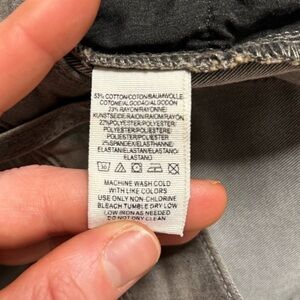 53% COTTON/COTON/BAUMWOLLE
COTONE/ALGODÃO/ALGODÓN
23% RAYON/RAYONNE/
KUNSTSEIDE/RAION/RAYON
22%POLYESTER/POLYESTER/
POLYESTER/POLIESTERE/
POLIÉSTER/POLIÉSTER
2%SPANDEX/ELASTHANNE/
ELASTAN/ELASTAN/ELASTANO/
ELASTANO
30
MACHINE WASH COLD
WITH LIKE COLORS
USE ONLY NON-CHLORINE
BLEACH TUMBLE DRY LOW
LOW IRON AS NEEDED
DO NOT DRY CLEAN